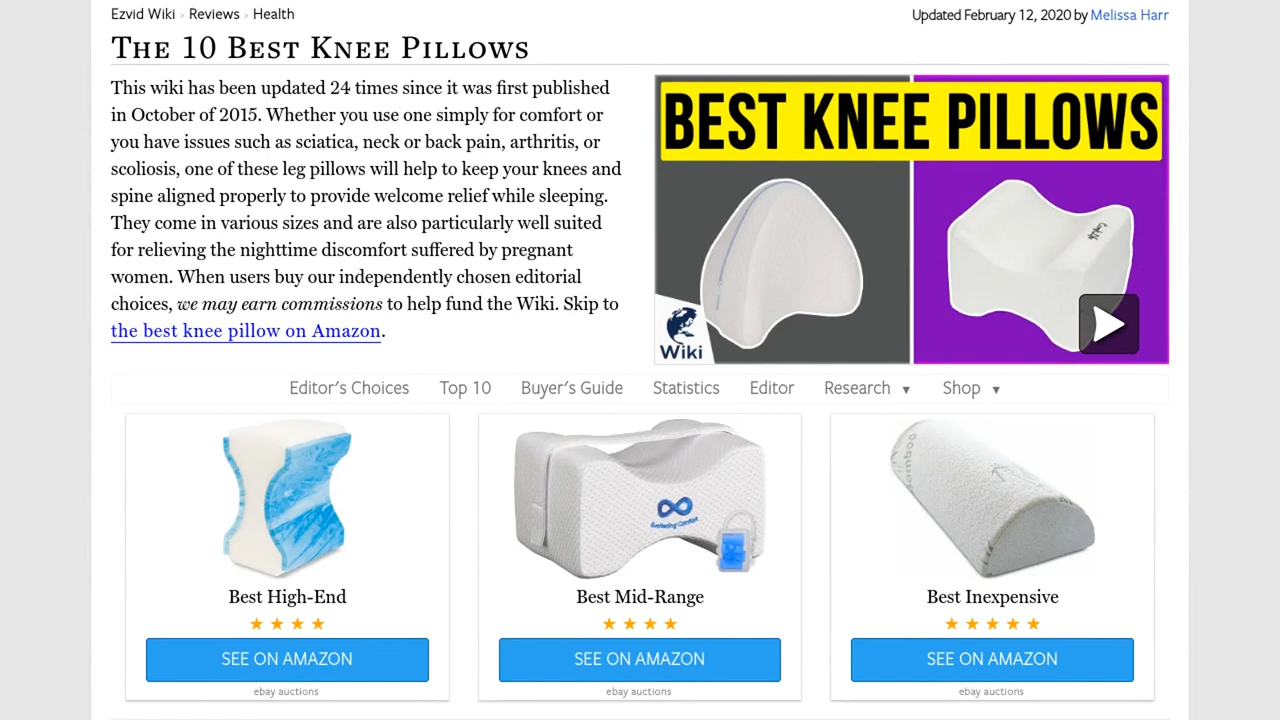 Ezvid Wiki › Reviews › Health
Updated February 12, 2020 by Melissa Harr
The 10 Best Knee Pillows
This wiki has been updated 24 times since it was first published
in October of 2015. Whether you use one simply for comfort or
you have issues such as sciatica, neck or back pain, arthritis, or
scoliosis, one of these leg pillows will help to keep your knees and
spine aligned properly to provide welcome relief while sleeping.
They come in various sizes and are also particularly well suited
for relieving the nighttime discomfort suffered by pregnant
women. When users buy our independently chosen editorial
choices, we may earn commissions to help fund the Wiki. Skip to
the best knee pillow on Amazon.
BEST KNEE PILLOWS
Wiki
Editor's Choices Top 10 Buyer's Guide Statistics Editor Research ▼ Shop ▼
bamboo
Everlasting Comfort
Best High-End
Best Mid-Range
Best Inexpensive
SEE ON AMAZON
SEE ON AMAZON
SEE ON AMAZON
ebay auctions
ebay auctions
ebay auctions